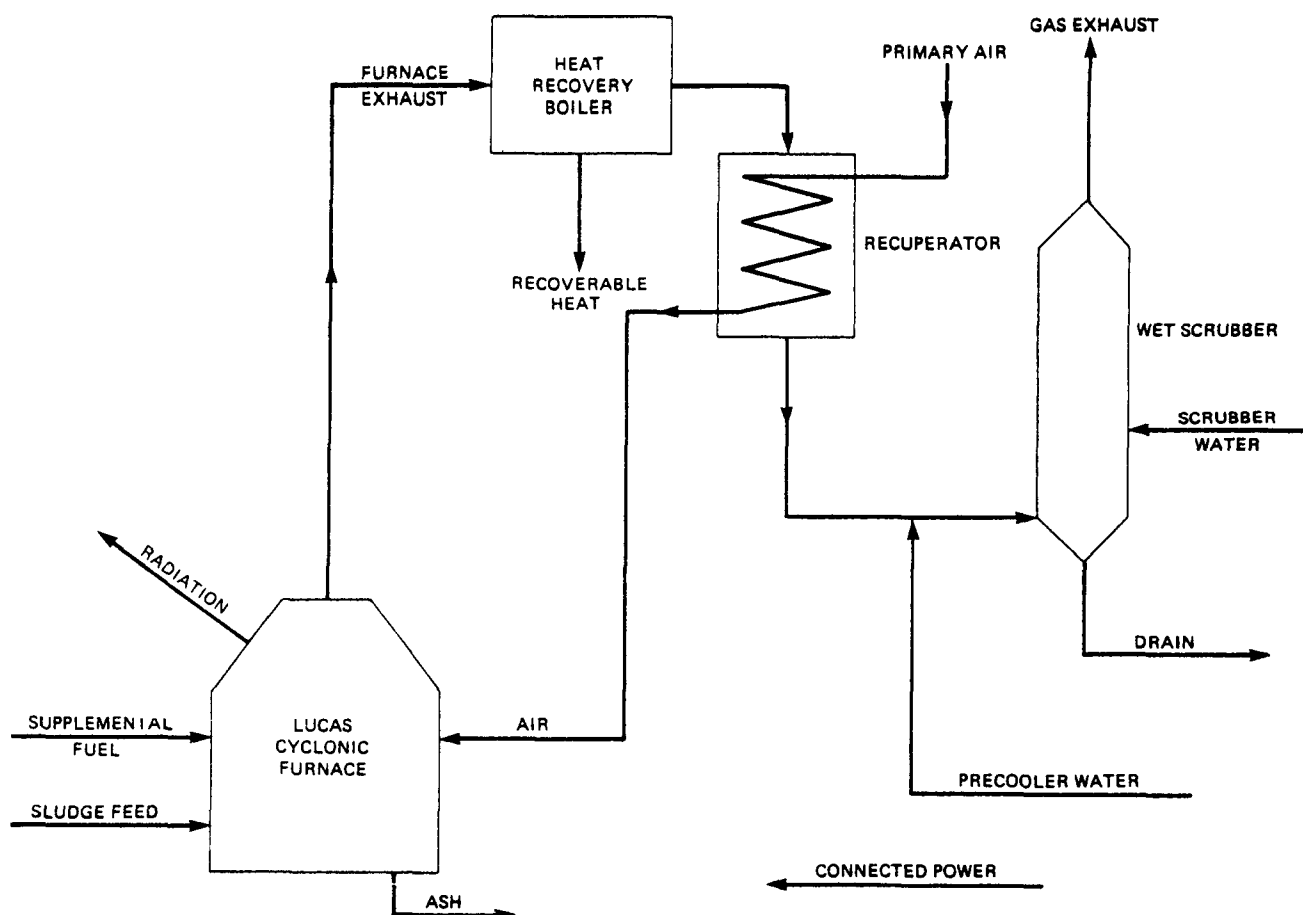 GAS EXHAUST
PRIMARY AIR
FURNACE
EXHAUST
HEAT
RECOVERY
BOILER
RECUPERATOR
RECOVERABLE
HEAT
WET SCRUBBER
SCRUBBER
WATER
RADIATION
DRAIN
SUPPLEMENTAL
FUEL
LUCAS
CYCLONIC
FURNACE
AIR
PRECOOLER WATER
SLUDGE FEED
CONNECTED POWER
ASH